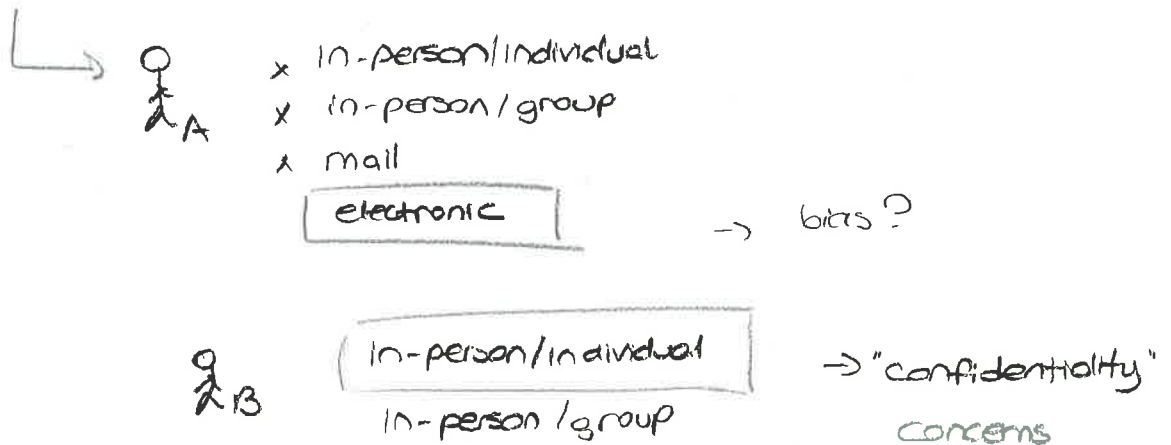 x in-person/individual
A x in-person/group
x mail
electronic
→ bias?
in-person/individual → "confidentiality"
B in-person/group concerns